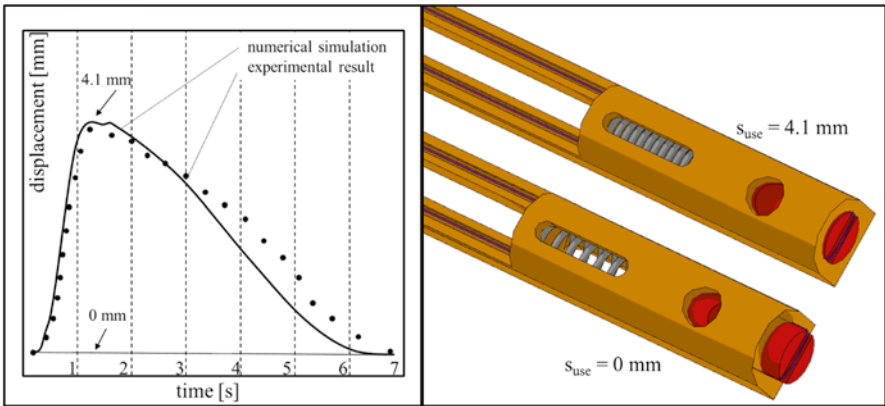 displacement [mm]
4.1 mm
numerical simulation
experimental result
0 mm
1 2 3 4 5 6 7
time [s]
s_use = 4.1 mm
s_use = 0 mm